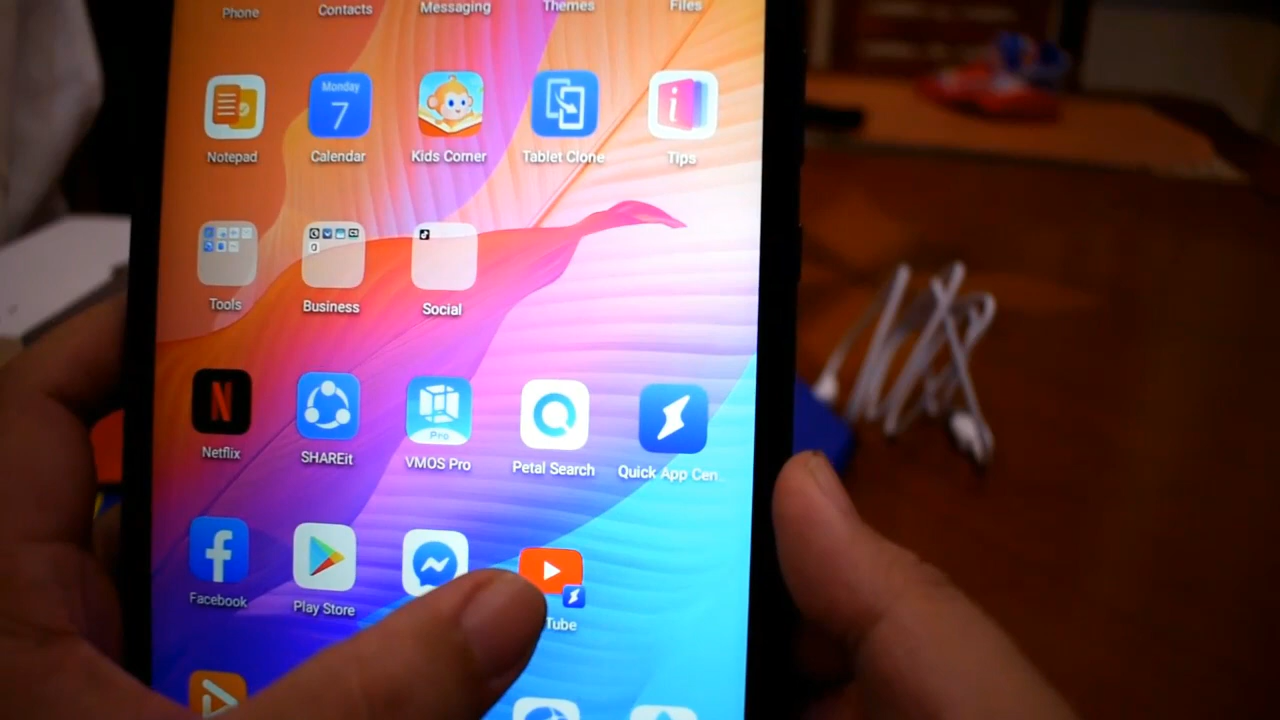 Phone
Contacts
Messaging
Themes
Files
Monday
7
Notepad
Calendar
Kids Corner
Tablet Clone
Tips
Tools
Business
Social
N
Pro
Netflix
SHAREit
VMOS Pro
Petal Search
Quick App Cen..
Facebook
Play Store
Tube